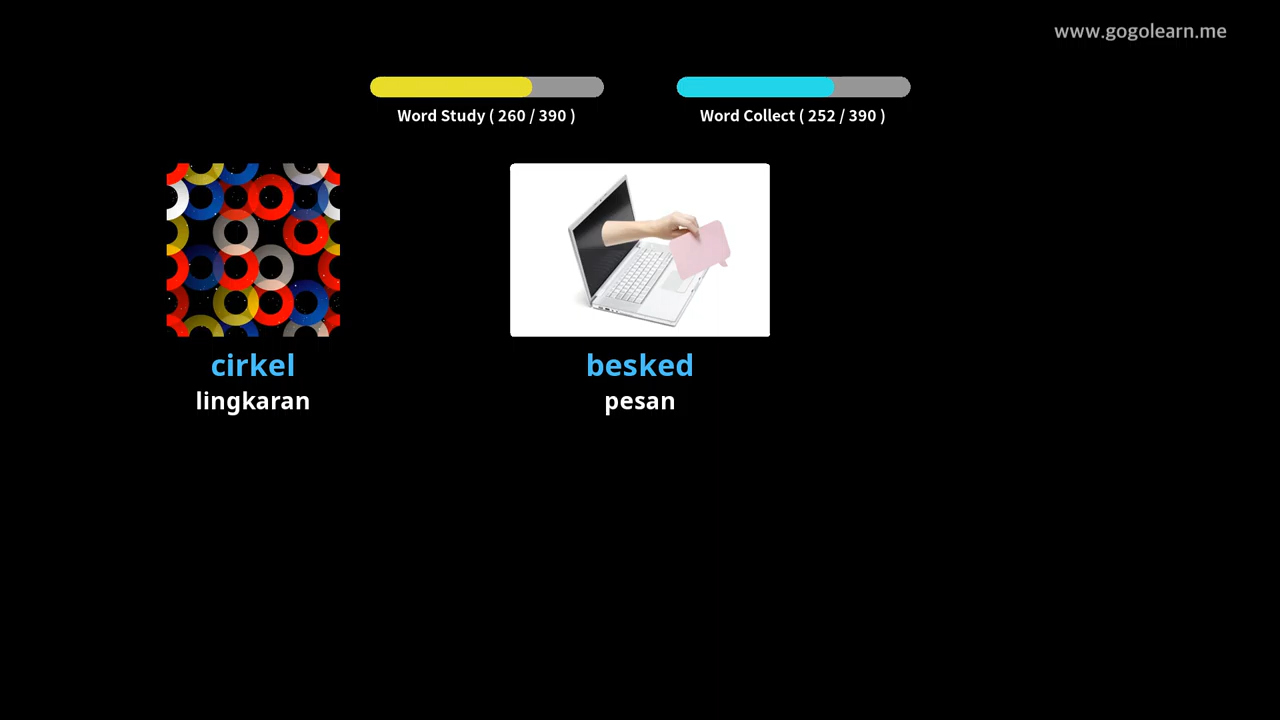 www.gogolearn.me
Word Study ( 260 / 390 )
Word Collect ( 252 / 390 )
cirkel
lingkaran
besked
pesan